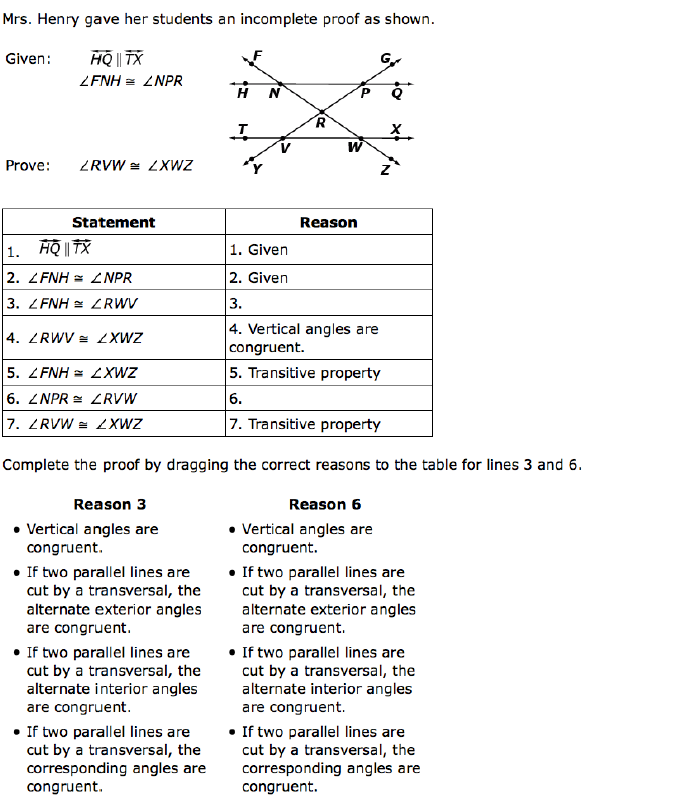 Mrs. Henry gave her students an incomplete proof as shown.
Given: HQ ∥ TX
∠FNH ≅ ∠NPR
F G
H N P Q
R
T X
V W
Y Z
Prove: ∠RVW ≅ ∠XWZ
Statement Reason
1. HQ ∥ TX 1. Given
2. ∠FNH ≅ ∠NPR 2. Given
3. ∠FNH ≅ ∠RWV 3.
4. ∠RWV ≅ ∠XWZ 4. Vertical angles are
congruent.
5. ∠FNH ≅ ∠XWZ 5. Transitive property
6. ∠NPR ≅ ∠RVW 6.
7. ∠RVW ≅ ∠XWZ 7. Transitive property
Complete the proof by dragging the correct reasons to the table for lines 3 and 6.
Reason 3
• Vertical angles are
congruent.
• If two parallel lines are
cut by a transversal, the
alternate exterior angles
are congruent.
• If two parallel lines are
cut by a transversal, the
alternate interior angles
are congruent.
• If two parallel lines are
cut by a transversal, the
corresponding angles are
congruent.
Reason 6
• Vertical angles are
congruent.
• If two parallel lines are
cut by a transversal, the
alternate exterior angles
are congruent.
• If two parallel lines are
cut by a transversal, the
alternate interior angles
are congruent.
• If two parallel lines are
cut by a transversal, the
corresponding angles are
congruent.